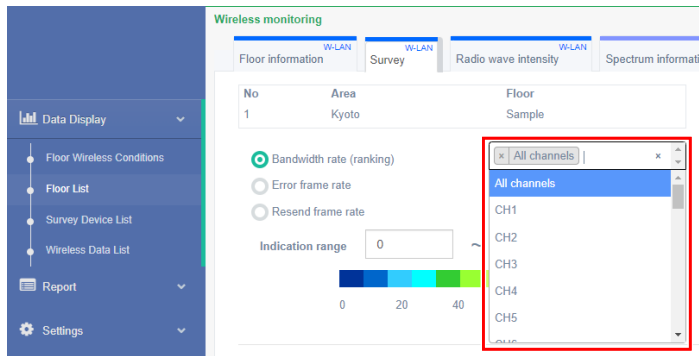 Wireless monitoring
W-LAN
Floor information
W-LAN
Survey
W-LAN
Radio wave intensity
Spectrum informati
No Area Floor
1 Kyoto Sample
Data Display
Floor Wireless Conditions
Floor List
Survey Device List
Wireless Data List
Report
Settings
Bandwidth rate (ranking)
Error frame rate
Resend frame rate
Indication range 0 ~
0 20 40
× All channels ×
All channels
CH1
CH2
CH3
CH4
CH5